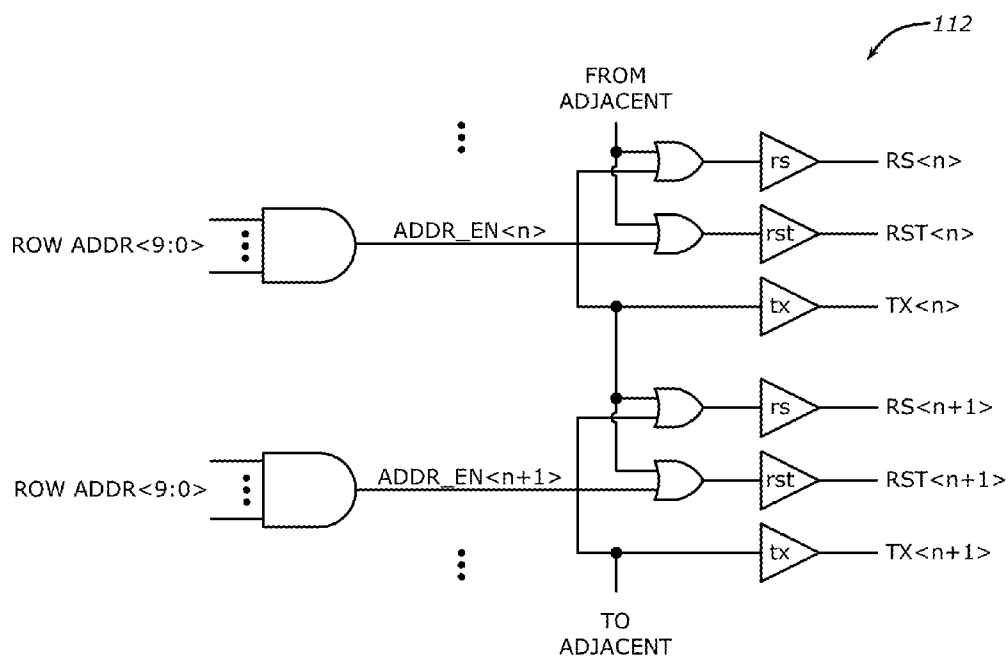 112
FROM
ADJACENT
rs
RS<n>
ROW ADDR<9:0>
ADDR_EN<n>
rst
RST<n>
tx
TX<n>
rs
RS<n+1>
ROW ADDR<9:0>
ADDR_EN<n+1>
rst
RST<n+1>
tx
TX<n+1>
TO
ADJACENT